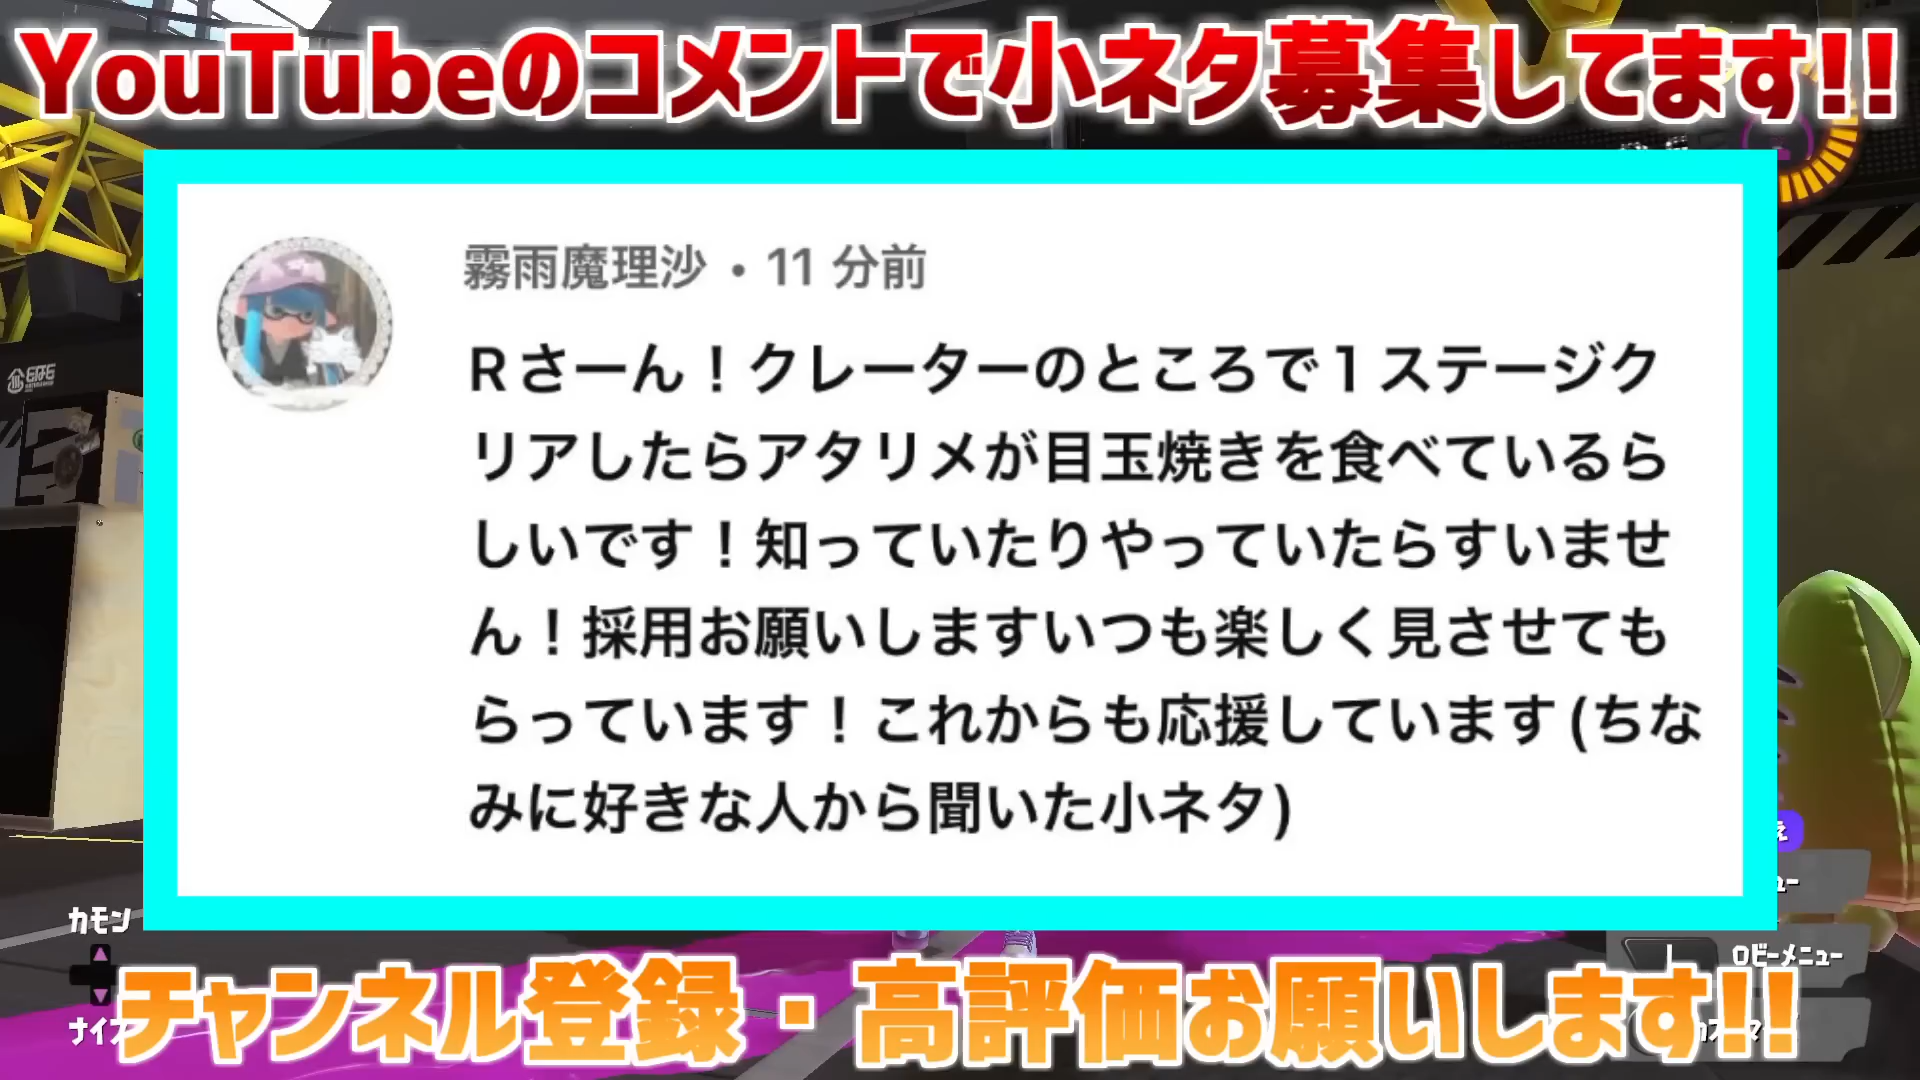 YouTubeのコメントで小ネタ募集してます!!
霧雨魔理沙・11 分前
Rさーん！クレーターのところで1ステージク
リアしたらアタリメが目玉焼きを食べているら
しいです！知っていたりやっていたらすいませ
ん！採用お願いしますいつも楽しく見させても
らっています！これからも応援しています(ちな
みに好きな人から聞いた小ネタ)
カモン
ロビーメニュー
チャンネル登録・高評価お願いします!!